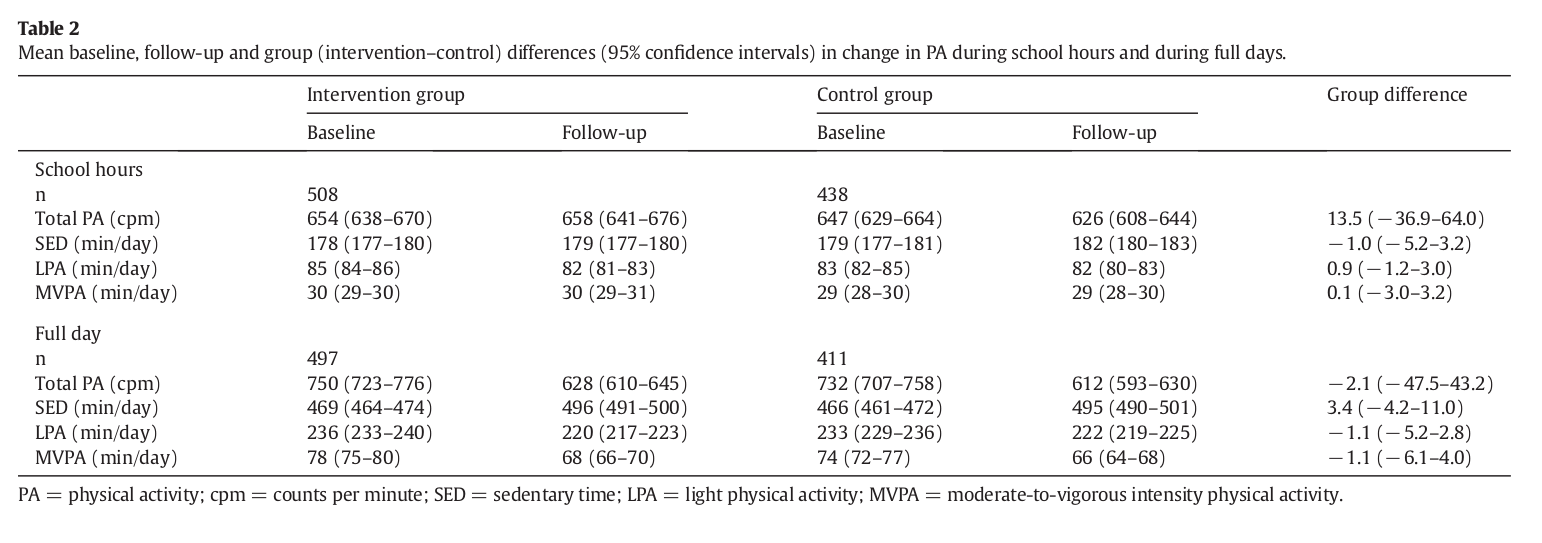 Table 2
Mean baseline, follow-up and group (intervention–control) differences (95% confidence intervals) in change in PA during school hours and during full days.
Intervention group Control group Group difference
Baseline Follow-up Baseline Follow-up
School hours
n 508 438
Total PA (cpm) 654 (638–670) 658 (641–676) 647 (629–664) 626 (608–644) 13.5 (−36.9–64.0)
SED (min/day) 178 (177–180) 179 (177–180) 179 (177–181) 182 (180–183) −1.0 (−5.2–3.2)
LPA (min/day) 85 (84–86) 82 (81–83) 83 (82–85) 82 (80–83) 0.9 (−1.2–3.0)
MVPA (min/day) 30 (29–30) 30 (29–31) 29 (28–30) 29 (28–30) 0.1 (−3.0–3.2)
Full day
n 497 411
Total PA (cpm) 750 (723–776) 628 (610–645) 732 (707–758) 612 (593–630) −2.1 (−47.5–43.2)
SED (min/day) 469 (464–474) 496 (491–500) 466 (461–472) 495 (490–501) 3.4 (−4.2–11.0)
LPA (min/day) 236 (233–240) 220 (217–223) 233 (229–236) 222 (219–225) −1.1 (−5.2–2.8)
MVPA (min/day) 78 (75–80) 68 (66–70) 74 (72–77) 66 (64–68) −1.1 (−6.1–4.0)
PA = physical activity; cpm = counts per minute; SED = sedentary time; LPA = light physical activity; MVPA = moderate-to-vigorous intensity physical activity.